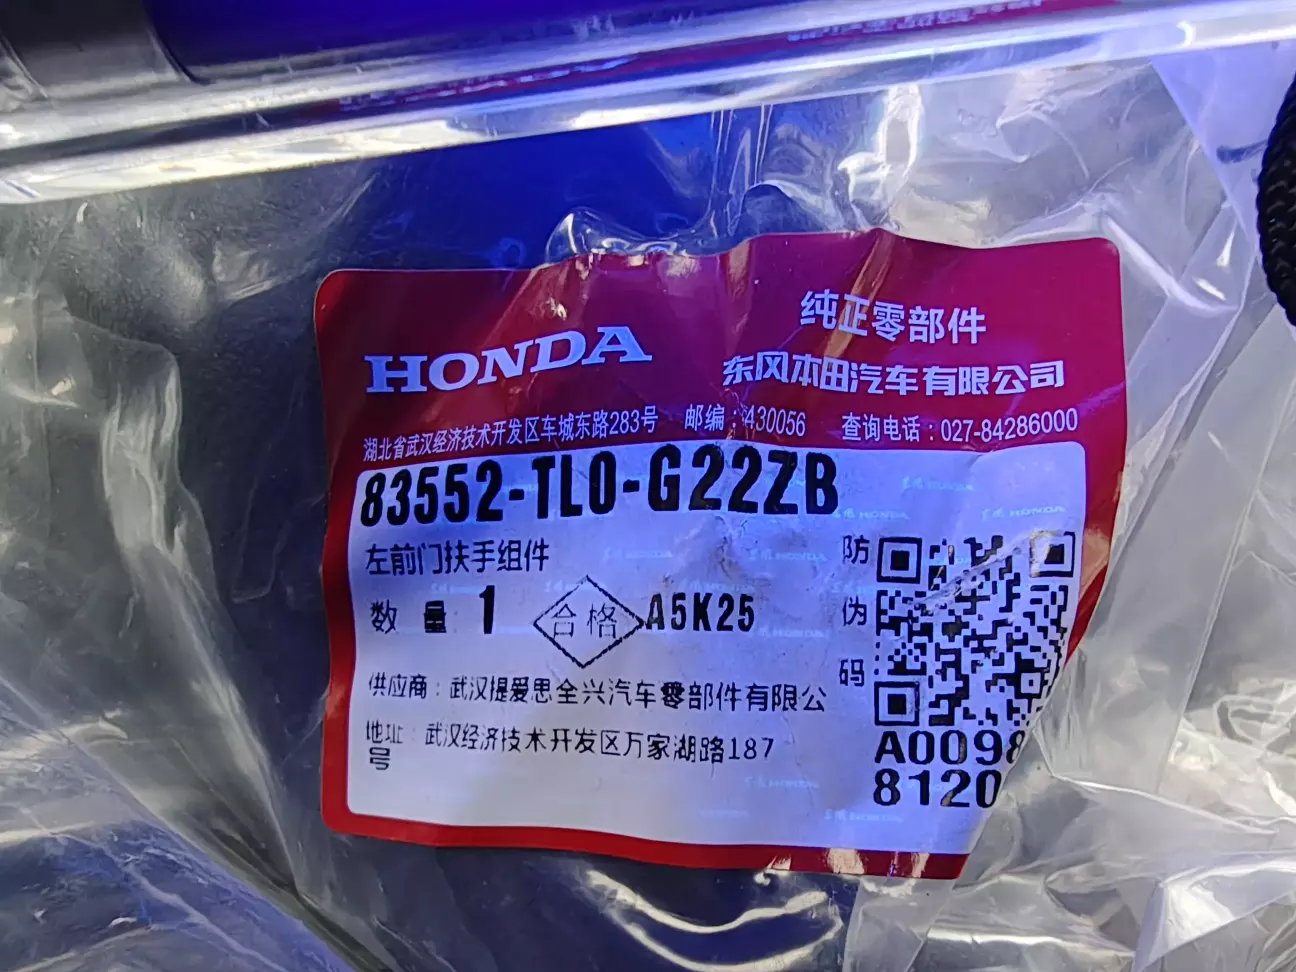 HONDA
纯正零部件
东风本田汽车有限公司
湖北省武汉经济技术开发区车城东路283号 邮编：430056 查询电话：027-84286000
83552-TL0-G22ZB
左前门扶手组件
数量 1 合格 A5K25
供应商：武汉提爱思全兴汽车零部件有限公
地址：武汉经济技术开发区万家湖路187
号
防
伪
码
A0098
8120